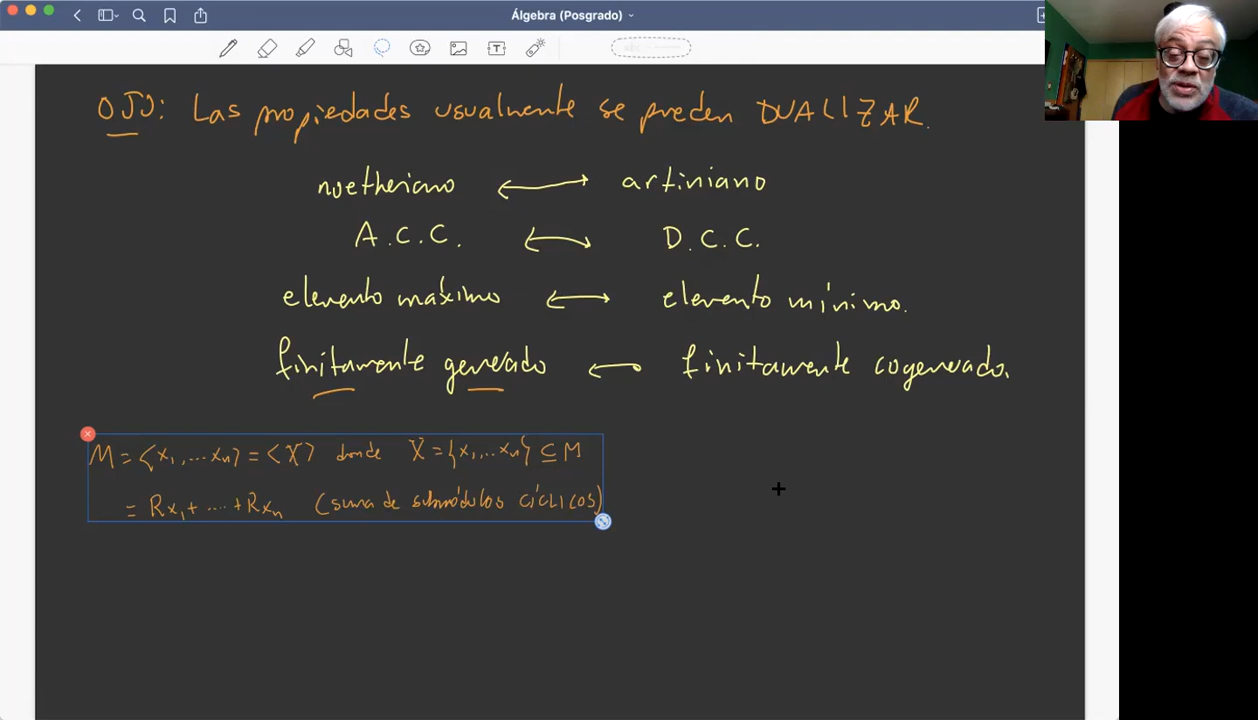 Álgebra (Posgrado)
OJO: Las propiedades usualmente se pueden DUALIZAR.
noetheriano ⟷ artiniano
A.C.C. ⟷ D.C.C.
elemento máximo ⟷ elemento mínimo.
finitamente generado ⟷ finitamente cogenerado.
M = <x₁, ... xₙ> = <X> donde X = {x₁, ... xₙ} ⊆ M
= Rx₁ + ... + Rxₙ (suma de submódulos CÍCLICOS)